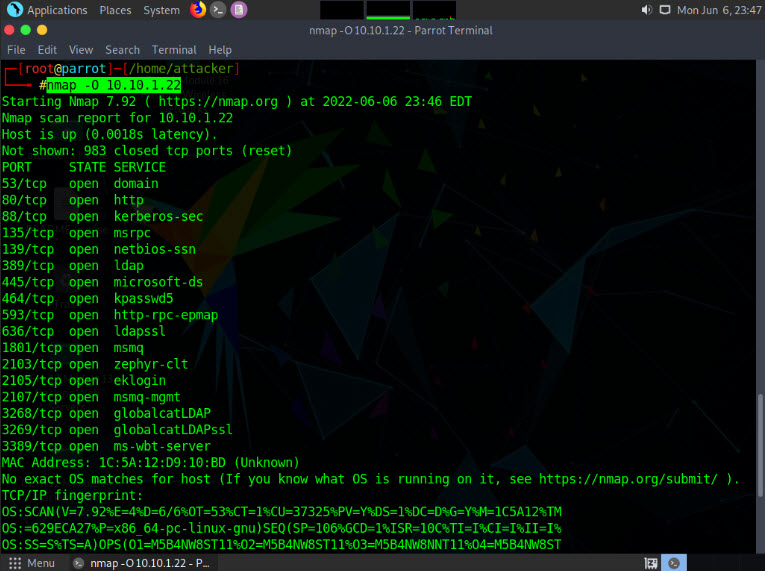 Applications Places System Mon Jun 6, 23:47
nmap -O 10.10.1.22 - Parrot Terminal
File Edit View Search Terminal Help
[root@parrot]-[/home/attacker]
#nmap -O 10.10.1.22
Starting Nmap 7.92 ( https://nmap.org ) at 2022-06-06 23:46 EDT
Nmap scan report for 10.10.1.22
Host is up (0.0018s latency).
Not shown: 983 closed tcp ports (reset)
PORT STATE SERVICE
53/tcp open domain
80/tcp open http
88/tcp open kerberos-sec
135/tcp open msrpc
139/tcp open netbios-ssn
389/tcp open ldap
445/tcp open microsoft-ds
464/tcp open kpasswd5
593/tcp open http-rpc-epmap
636/tcp open ldapssl
1801/tcp open msmq
2103/tcp open zephyr-clt
2105/tcp open eklogin
2107/tcp open msmq-mgmt
3268/tcp open globalcatLDAP
3269/tcp open globalcatLDAPssl
3389/tcp open ms-wbt-server
MAC Address: 1C:5A:12:D9:10:BD (Unknown)
No exact OS matches for host (If you know what OS is running on it, see https://nmap.org/submit/ ).
TCP/IP fingerprint:
OS:SCAN(V=7.92%E=4%D=6/6%OT=53%CT=1%CU=37325%PV=Y%DS=1%DC=D%G=Y%M=1C5A12%TM
OS:=629ECA27%P=x86_64-pc-linux-gnu)SEQ(SP=106%GCD=1%ISR=10C%TI=I%CI=I%II=I%
OS:SS=S%TS=A)OPS(O1=M5B4NW8ST11%O2=M5B4NW8ST11%O3=M5B4NW8NNT11%O4=M5B4NW8ST
Menu nmap -O 10.10.1.22 - P...